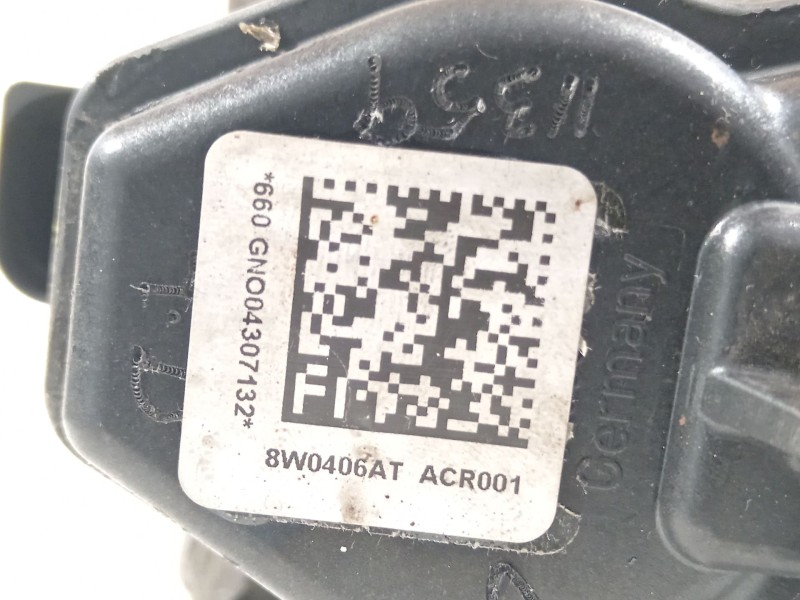 *660 GNO04307132*
8W0406AT ACR001
Germany